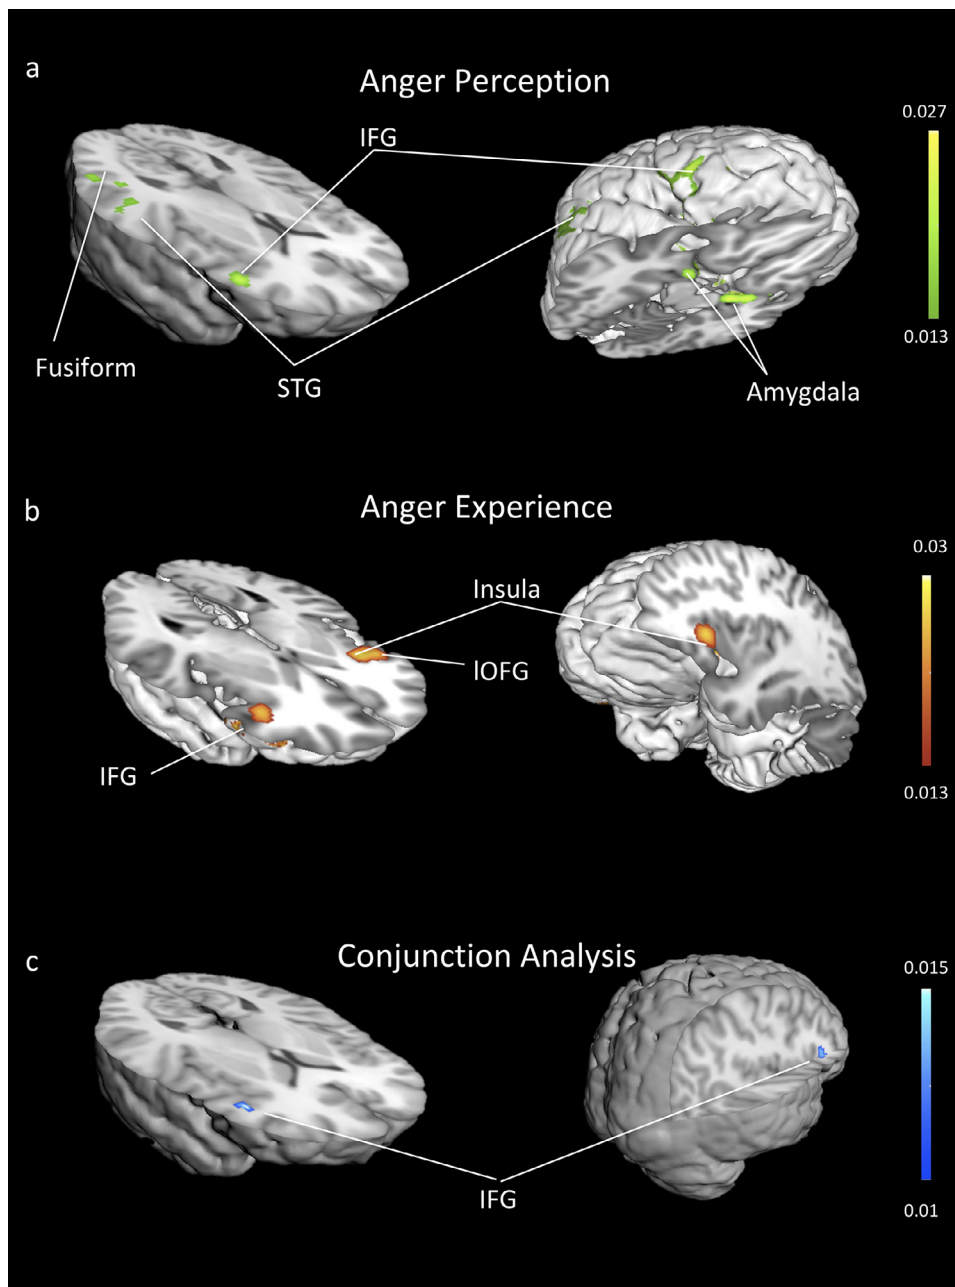 a
Anger Perception
IFG
0.027
0.013
Fusiform
STG
Amygdala
b
Anger Experience
0.03
Insula
lOFG
IFG
0.013
c
Conjunction Analysis
0.015
IFG
0.01